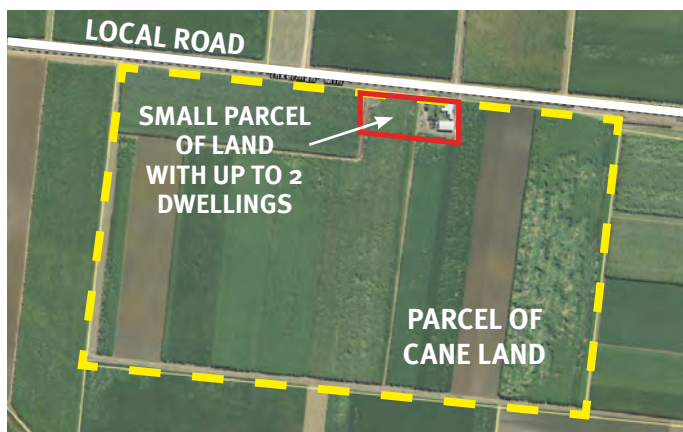 LOCAL ROAD
SMALL PARCEL
OF LAND
WITH UP TO 2
DWELLINGS
PARCEL OF
CANE LAND